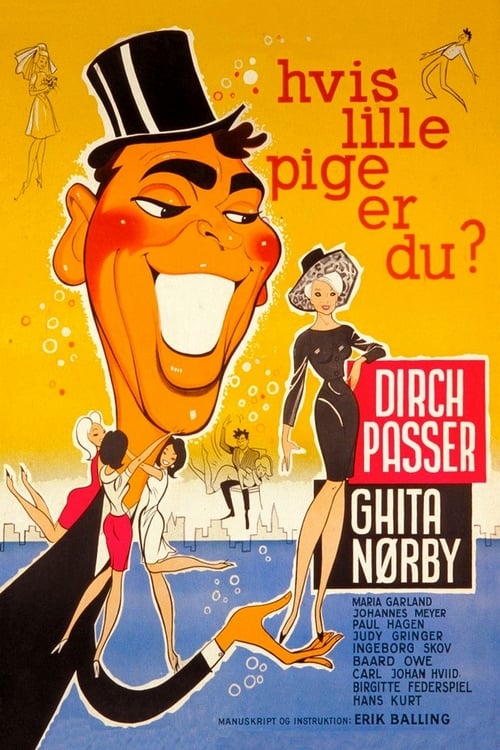 hvis
lille
pige
er
du?
DIRCH
PASSER
GHITA
NØRBY
MARIA GARLAND
JOHANNES MEYER
PAUL HAGEN
JUDY GRINGER
INGEBORG SKOV
BAARD OWE
CARL JOHAN HVIID
BIRGITTE FEDERSPIEL
HANS KURT
MANUSKRIPT OG INSTRUKTION: ERIK BALLING